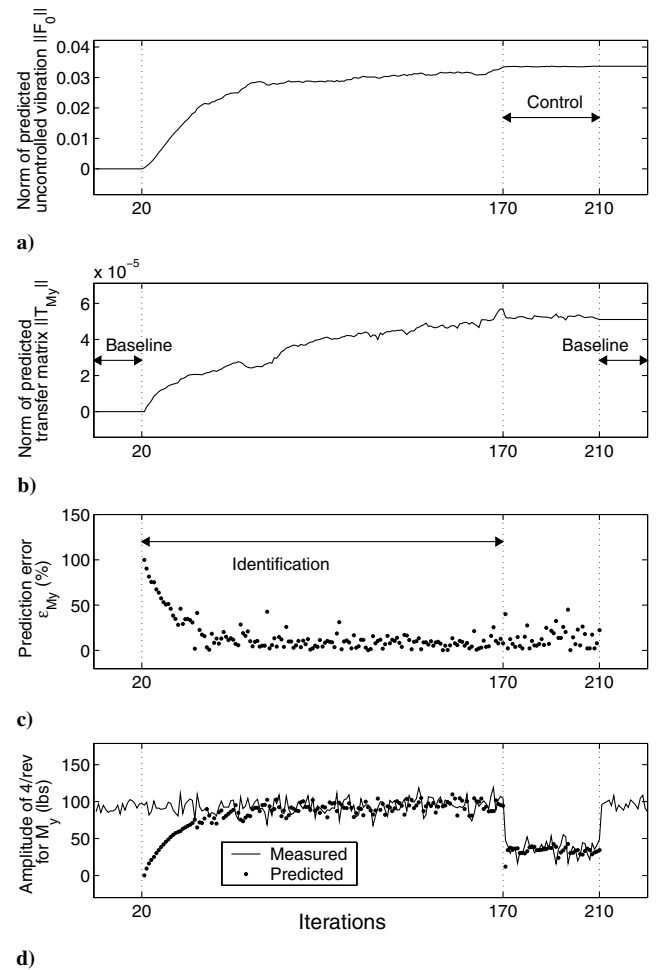 Norm of predicted
uncontrolled vibration ||F₀||
0.04
0.03
0.02
0.01
0
Control
20
170
210
a)
x 10⁻⁵
Norm of predicted
transfer matrix ||T_My||
6
4
2
0
Baseline
Baseline
20
170
210
b)
Prediction error
ε_My (%)
150
100
50
0
Identification
20
170
210
c)
Amplitude of 4/rev
for M_y (lbs)
150
100
50
0
Measured
Predicted
20
170
210
Iterations
d)